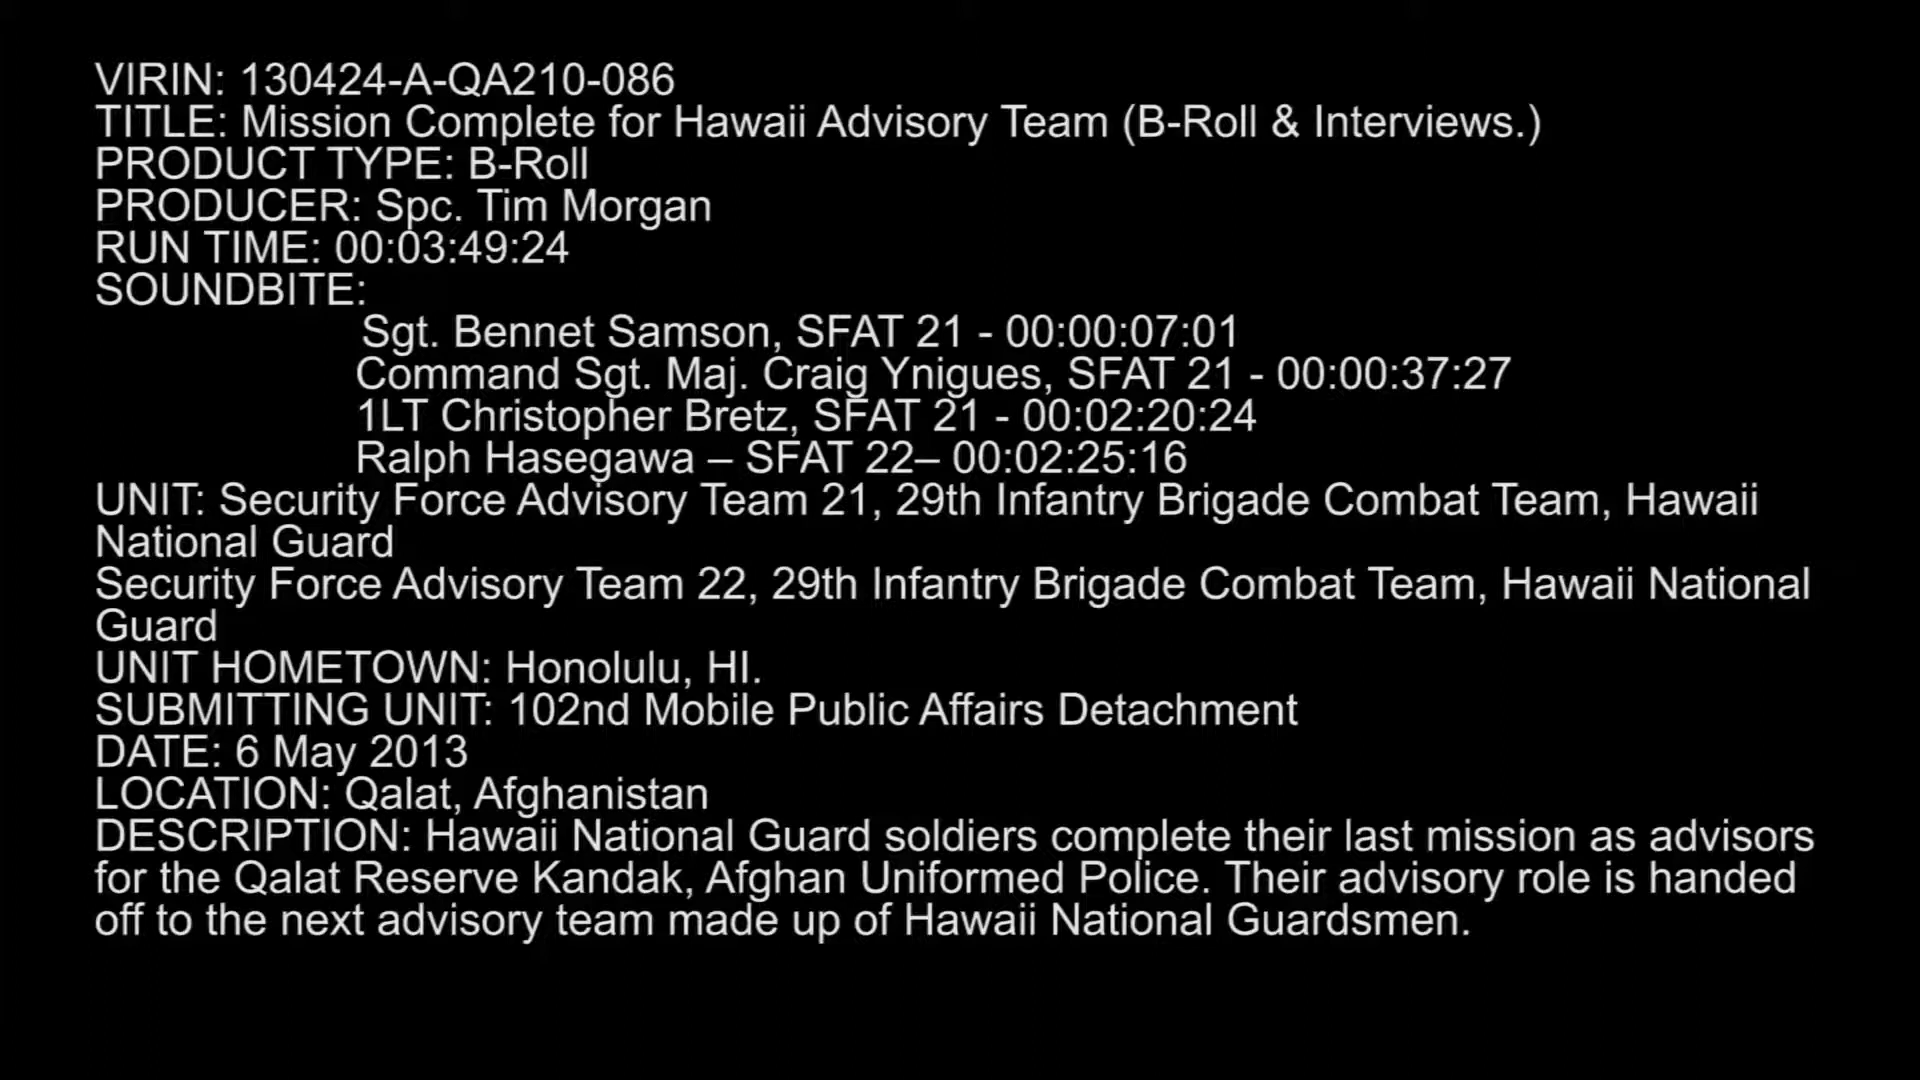 VIRIN: 130424-A-QA210-086
TITLE: Mission Complete for Hawaii Advisory Team (B-Roll & Interviews.)
PRODUCT TYPE: B-Roll
PRODUCER: Spc. Tim Morgan
RUN TIME: 00:03:49:24
SOUNDBITE:
Sgt. Bennet Samson, SFAT 21 - 00:00:07:01
Command Sgt. Maj. Craig Ynigues, SFAT 21 - 00:00:37:27
1LT Christopher Bretz, SFAT 21 - 00:02:20:24
Ralph Hasegawa – SFAT 22– 00:02:25:16
UNIT: Security Force Advisory Team 21, 29th Infantry Brigade Combat Team, Hawaii
National Guard
Security Force Advisory Team 22, 29th Infantry Brigade Combat Team, Hawaii National
Guard
UNIT HOMETOWN: Honolulu, HI.
SUBMITTING UNIT: 102nd Mobile Public Affairs Detachment
DATE: 6 May 2013
LOCATION: Qalat, Afghanistan
DESCRIPTION: Hawaii National Guard soldiers complete their last mission as advisors
for the Qalat Reserve Kandak, Afghan Uniformed Police. Their advisory role is handed
off to the next advisory team made up of Hawaii National Guardsmen.